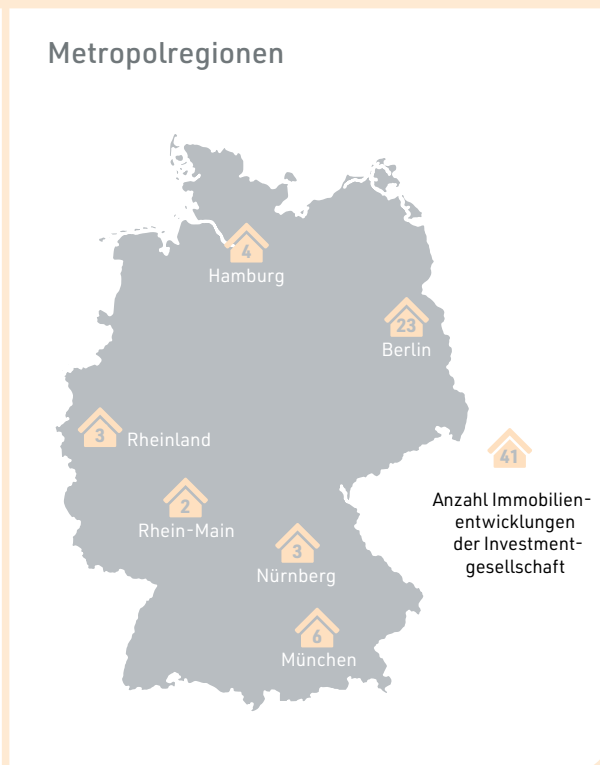 Metropolregionen
4
Hamburg
23
Berlin
3
Rheinland
41
Anzahl Immobilien-
entwicklungen
der Investment-
gesellschaft
2
Rhein-Main
3
Nürnberg
6
München